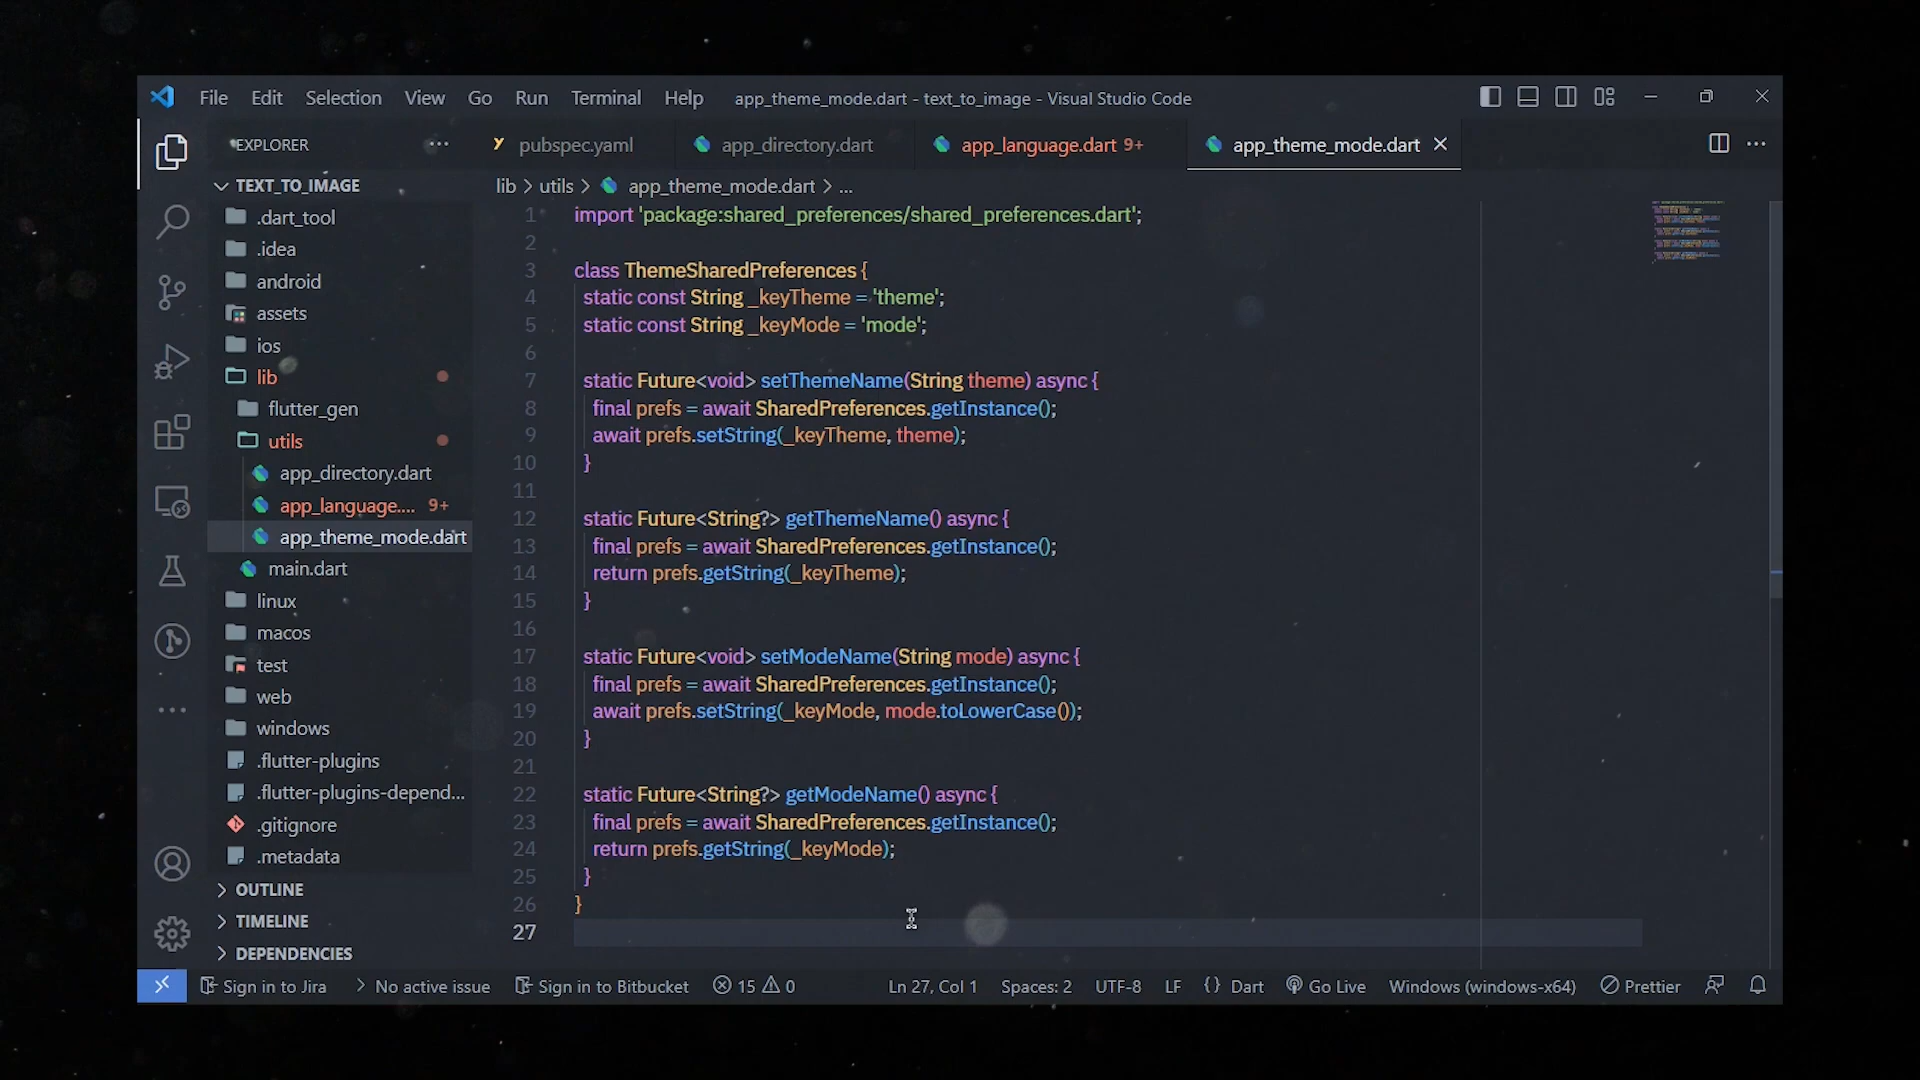 File Edit Selection View Go Run Terminal Help app_theme_mode.dart - text_to_image - Visual Studio Code
EXPLORER
pubspec.yaml
app_directory.dart
app_language.dart 9+
app_theme_mode.dart
TEXT_TO_IMAGE
.dart_tool
.idea
android
assets
ios
lib
flutter_gen
utils
app_directory.dart
app_language.... 9+
app_theme_mode.dart
main.dart
linux
macos
test
web
windows
.flutter-plugins
.flutter-plugins-depend...
.gitignore
.metadata
OUTLINE
TIMELINE
DEPENDENCIES
lib > utils > app_theme_mode.dart > ...
1 import 'package:shared_preferences/shared_preferences.dart';
2
3 class ThemeSharedPreferences {
4 static const String _keyTheme = 'theme';
5 static const String _keyMode = 'mode';
6
7 static Future<void> setThemeName(String theme) async {
8 final prefs = await SharedPreferences.getInstance();
9 await prefs.setString(_keyTheme, theme);
10 }
11
12 static Future<String?> getThemeName() async {
13 final prefs = await SharedPreferences.getInstance();
14 return prefs.getString(_keyTheme);
15 }
16
17 static Future<void> setModeName(String mode) async {
18 final prefs = await SharedPreferences.getInstance();
19 await prefs.setString(_keyMode, mode.toLowerCase());
20 }
21
22 static Future<String?> getModeName() async {
23 final prefs = await SharedPreferences.getInstance();
24 return prefs.getString(_keyMode);
25 }
26 }
27
Sign in to Jira > No active issue Sign in to Bitbucket 15 0 Ln 27, Col 1 Spaces: 2 UTF-8 LF {} Dart Go Live Windows (windows-x64) Prettier